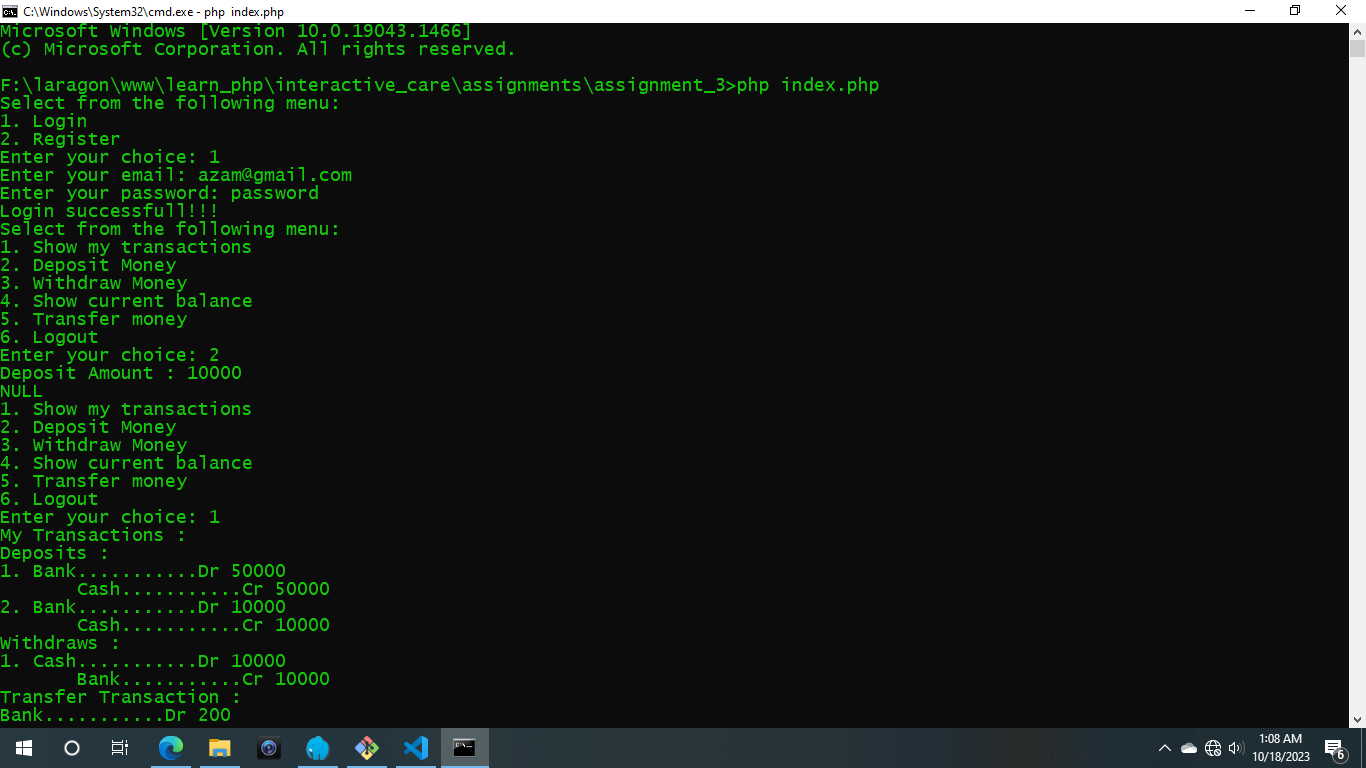 C:\Windows\System32\cmd.exe - php  index.php
Microsoft Windows [Version 10.0.19043.1466]
(c) Microsoft Corporation. All rights reserved.
F:\laragon\www\learn_php\interactive_care\assignments\assignment_3>php index.php
Select from the following menu:
1. Login
2. Register
Enter your choice: 1
Enter your email: azam@gmail.com
Enter your password: password
Login successfull!!!
Select from the following menu:
1. Show my transactions
2. Deposit Money
3. Withdraw Money
4. Show current balance
5. Transfer money
6. Logout
Enter your choice: 2
Deposit Amount : 10000
NULL
1. Show my transactions
2. Deposit Money
3. Withdraw Money
4. Show current balance
5. Transfer money
6. Logout
Enter your choice: 1
My Transactions :
Deposits :
1. Bank...........Dr 50000
Cash...........Cr 50000
2. Bank...........Dr 10000
Cash...........Cr 10000
Withdraws :
1. Cash...........Dr 10000
Bank...........Cr 10000
Transfer Transaction :
Bank...........Dr 200
1:08 AM
10/18/2023
6